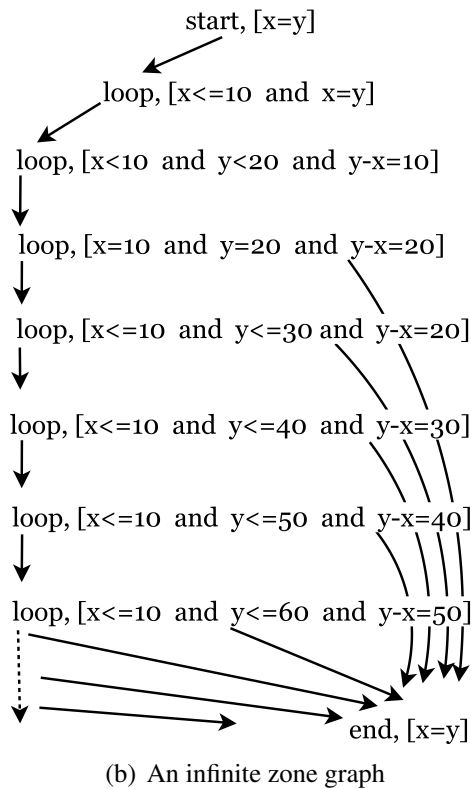 start, [x=y]
loop, [x<=10 and x=y]
loop, [x<10 and y<20 and y-x=10]
loop, [x=10 and y=20 and y-x=20]
loop, [x<=10 and y<=30 and y-x=20]
loop, [x<=10 and y<=40 and y-x=30]
loop, [x<=10 and y<=50 and y-x=40]
loop, [x<=10 and y<=60 and y-x=50]
end, [x=y]
(b) An infinite zone graph